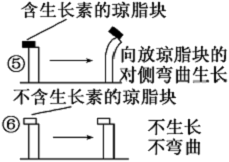 含生长素的琼脂块
⑤
向放琼脂块的
对侧弯曲生长
不含生长素的琼脂块
⑥
不生长
不弯曲